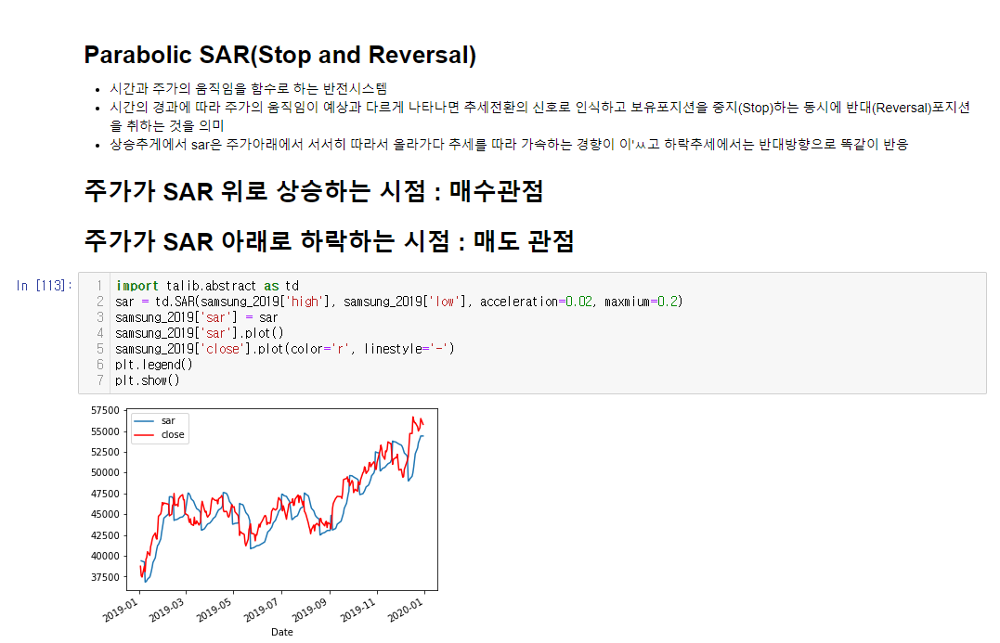 Parabolic SAR(Stop and Reversal)
• 시간과 주가의 움직임을 함수로 하는 반전시스템
• 시간의 경과에 따라 주가의 움직임이 예상과 다르게 나타나면 추세전환의 신호로 인식하고 보유포지션을 중지(Stop)하는 동시에 반대(Reversal)포지션
을 취하는 것을 의미
• 상승추게에서 sar은 주가아래에서 서서히 따라서 올라가다 추세를 따라 가속하는 경향이 이'ㅆ고 하락추세에서는 반대방향으로 똑같이 반응
주가가 SAR 위로 상승하는 시점 : 매수관점
주가가 SAR 아래로 하락하는 시점 : 매도 관점
In [113]:
1 import talib.abstract as td
2 sar = td.SAR(samsung_2019['high'], samsung_2019['low'], acceleration=0.02, maxmium=0.2)
3 samsung_2019['sar'] = sar
4 samsung_2019['sar'].plot()
5 samsung_2019['close'].plot(color='r', linestyle='-')
6 plt.legend()
7 plt.show()
57500
55000
52500
50000
47500
45000
42500
40000
37500
sar
close
2019-01 2019-03 2019-05 2019-07 2019-09 2019-11 2020-01
Date